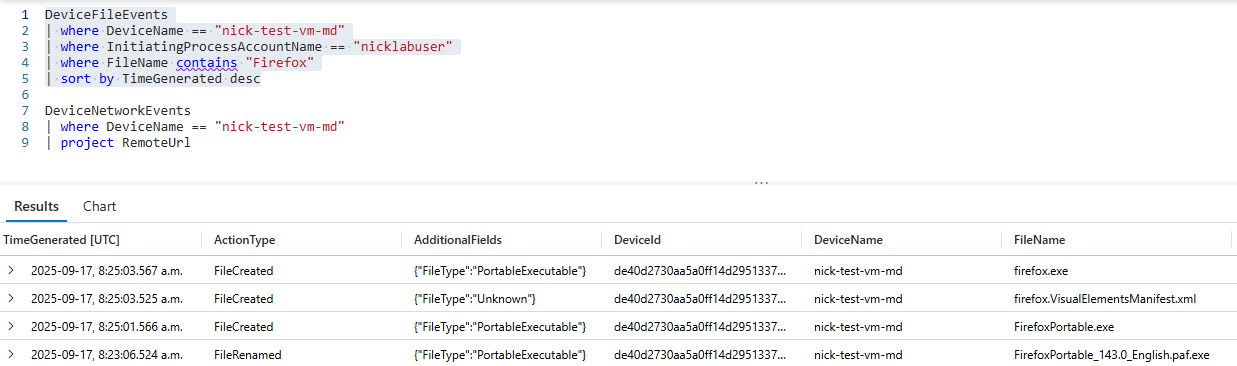 1 DeviceFileEvents
2 | where DeviceName == "nick-test-vm-md"
3 | where InitiatingProcessAccountName == "nicklabuser"
4 | where FileName contains "Firefox"
5 | sort by TimeGenerated desc
6
7 DeviceNetworkEvents
8 | where DeviceName == "nick-test-vm-md"
9 | project RemoteUrl
...
Results Chart
TimeGenerated [UTC] ActionType AdditionalFields DeviceId DeviceName FileName
2025-09-17, 8:25:03.567 a.m. FileCreated {"FileType":"PortableExecutable"} de40d2730aa5a0ff14d2951337... nick-test-vm-md firefox.exe
2025-09-17, 8:25:03.525 a.m. FileCreated {"FileType":"Unknown"} de40d2730aa5a0ff14d2951337... nick-test-vm-md firefox.VisualElementsManifest.xml
2025-09-17, 8:25:01.566 a.m. FileCreated {"FileType":"PortableExecutable"} de40d2730aa5a0ff14d2951337... nick-test-vm-md FirefoxPortable.exe
2025-09-17, 8:23:06.524 a.m. FileRenamed {"FileType":"PortableExecutable"} de40d2730aa5a0ff14d2951337... nick-test-vm-md FirefoxPortable_143.0_English.paf.exe